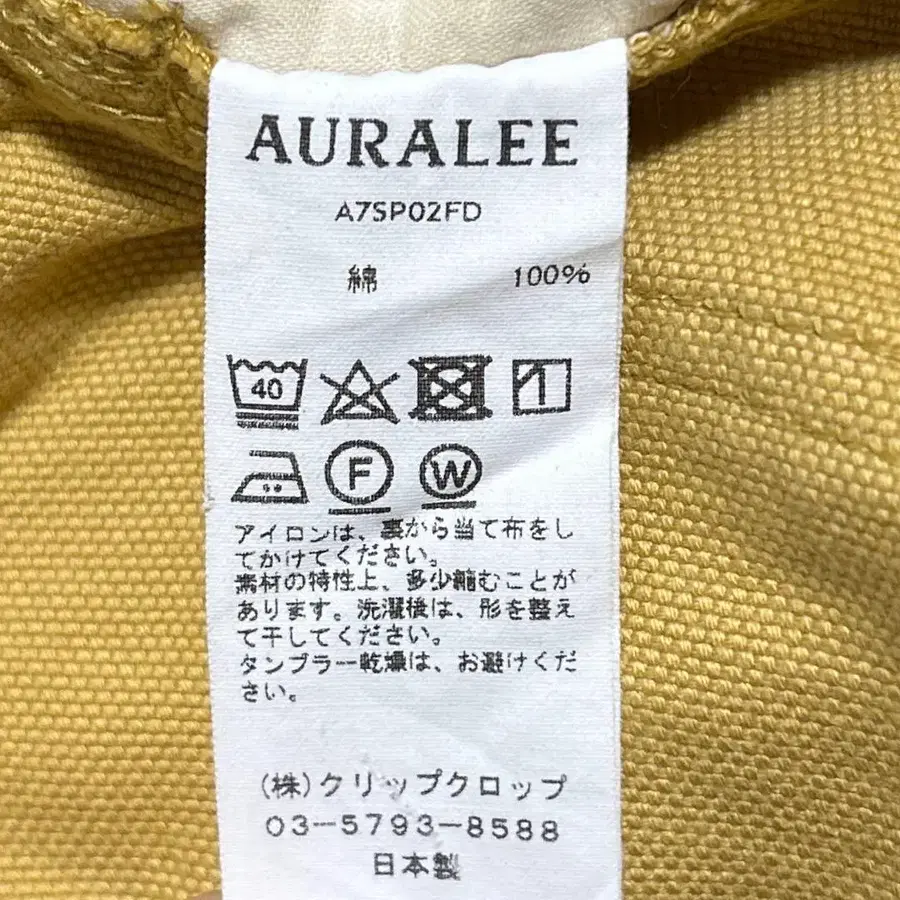 AURALEE
A7SP02FD
綿 100%
40
F W
アイロンは、裏から当て布をし
てかけてください。
素材の特性上、多少縮むことが
あります。洗濯後は、形を整え
て干してください。
タンブラー乾燥は、お避けくだ
さい。
(株)クリップクロップ
03-5793-8588
日本製